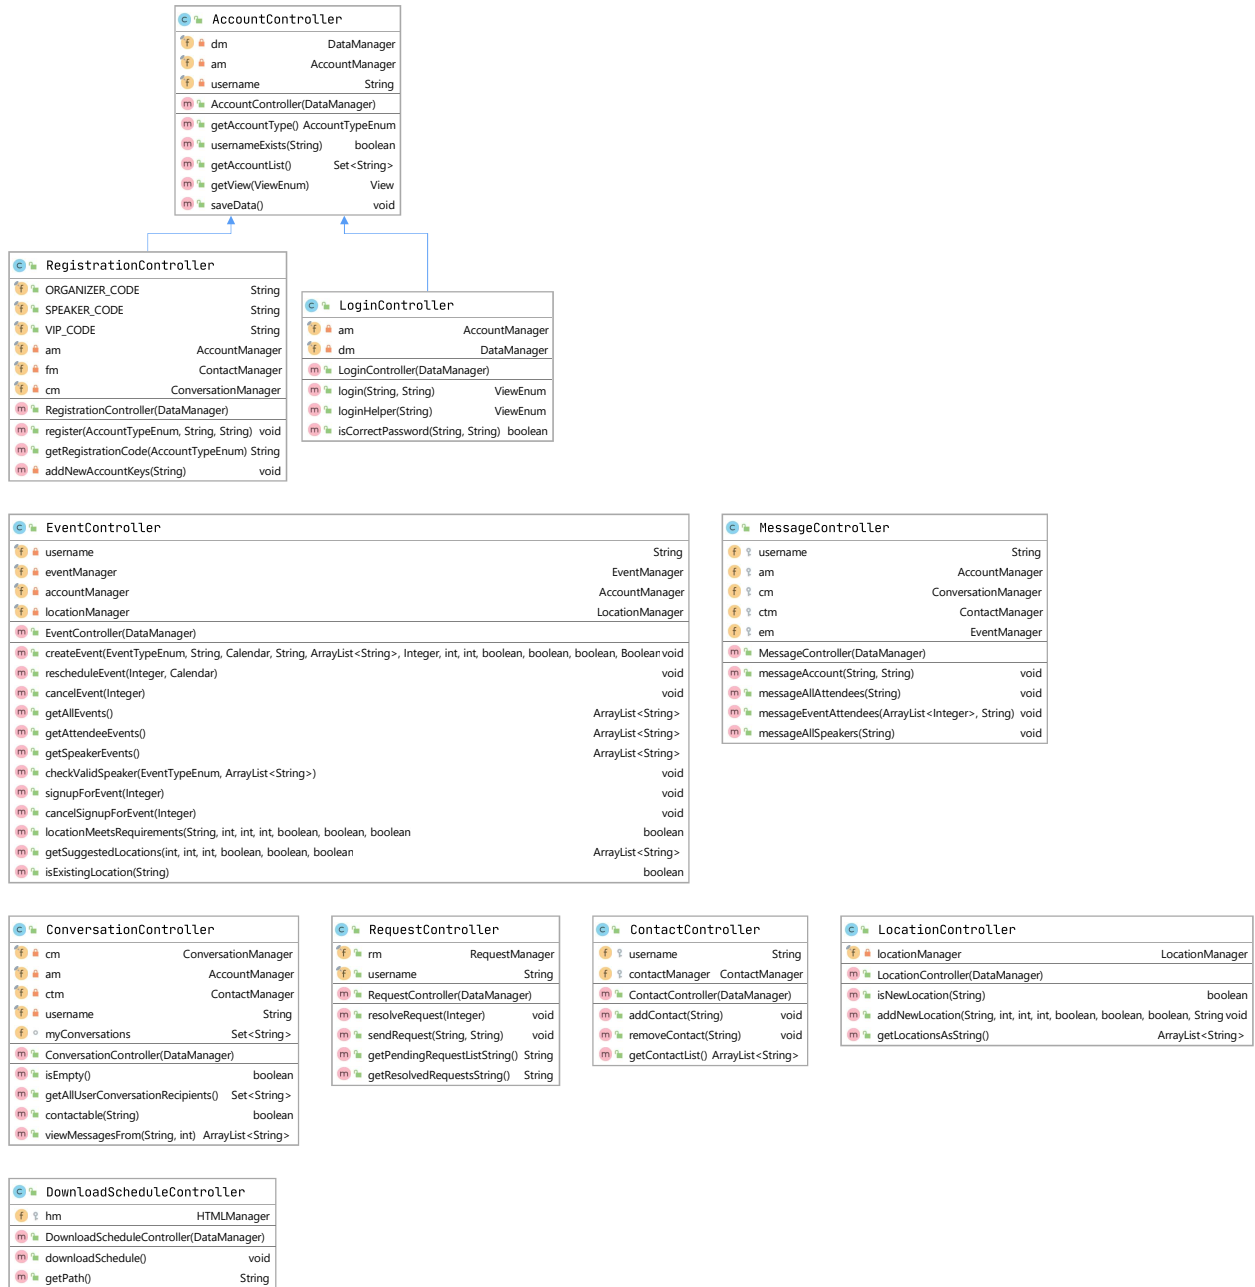 AccountController
dm DataManager
am AccountManager
username String
AccountController(DataManager)
getAccountType() AccountTypeEnum
usernameExists(String) boolean
getAccountList() Set<String>
getView(ViewEnum) View
saveData() void
RegistrationController
ORGANIZER_CODE String
SPEAKER_CODE String
VIP_CODE String
am AccountManager
fm ContactManager
cm ConversationManager
RegistrationController(DataManager)
register(AccountTypeEnum, String, String) void
getRegistrationCode(AccountTypeEnum) String
addNewAccountKeys(String) void
LoginController
am AccountManager
dm DataManager
LoginController(DataManager)
login(String, String) ViewEnum
loginHelper(String) ViewEnum
isCorrectPassword(String, String) boolean
EventController
username String
eventManager EventManager
accountManager AccountManager
locationManager LocationManager
EventController(DataManager)
createEvent(EventTypeEnum, String, Calendar, String, ArrayList<String>, Integer, int, int, boolean, boolean, boolean, Boolean void
rescheduleEvent(Integer, Calendar) void
cancelEvent(Integer) void
getAllEvents() ArrayList<String>
getAttendeeEvents() ArrayList<String>
getSpeakerEvents() ArrayList<String>
checkValidSpeaker(EventTypeEnum, ArrayList<String>) void
signupForEvent(Integer) void
cancelSignupForEvent(Integer) void
locationMeetsRequirements(String, int, int, int, boolean, boolean, boolean boolean
getSuggestedLocations(int, int, int, boolean, boolean, boolean ArrayList<String>
isExistingLocation(String) boolean
MessageController
username String
am AccountManager
cm ConversationManager
ctm ContactManager
em EventManager
MessageController(DataManager)
messageAccount(String, String) void
messageAllAttendees(String) void
messageEventAttendees(ArrayList<Integer>, String) void
messageAllSpeakers(String) void
ConversationController
cm ConversationManager
am AccountManager
ctm ContactManager
username String
myConversations Set<String>
ConversationController(DataManager)
isEmpty() boolean
getAllUserConversationRecipients() Set<String>
contactable(String) boolean
viewMessagesFrom(String, int) ArrayList<String>
RequestController
rm RequestManager
username String
RequestController(DataManager)
resolveRequest(Integer) void
sendRequest(String, String) void
getPendingRequestListString() String
getResolvedRequestsString() String
ContactController
username String
contactManager ContactManager
ContactController(DataManager)
addContact(String) void
removeContact(String) void
getContactList() ArrayList<String>
LocationController
locationManager LocationManager
LocationController(DataManager)
isNewLocation(String) boolean
addNewLocation(String, int, int, int, boolean, boolean, boolean, String void
getLocationsAsString() ArrayList<String>
DownloadScheduleController
hm HTMLManager
DownloadScheduleController(DataManager)
downloadSchedule() void
getPath() String